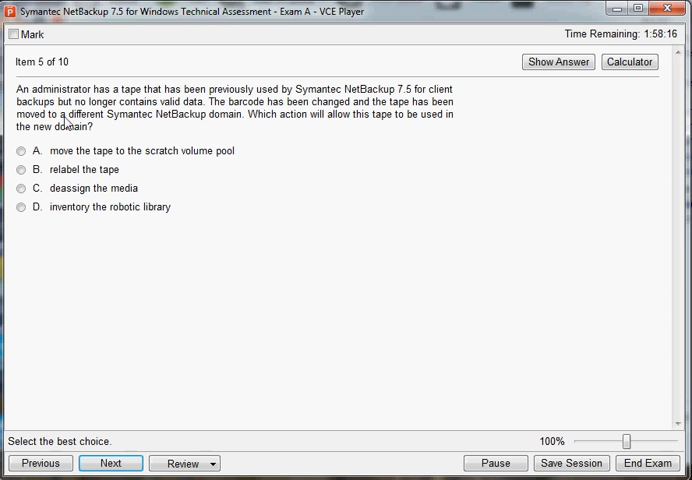 Symantec NetBackup 7.5 for Windows Technical Assessment - Exam A - VCE Player
Mark
Time Remaining: 1:58:16
Item 5 of 10
Show Answer
Calculator
An administrator has a tape that has been previously used by Symantec NetBackup 7.5 for client
backups but no longer contains valid data. The barcode has been changed and the tape has been
moved to a different Symantec NetBackup domain. Which action will allow this tape to be used in
the new domain?
A. move the tape to the scratch volume pool
B. relabel the tape
C. deassign the media
D. inventory the robotic library
Select the best choice.
100%
Previous
Next
Review
Pause
Save Session
End Exam